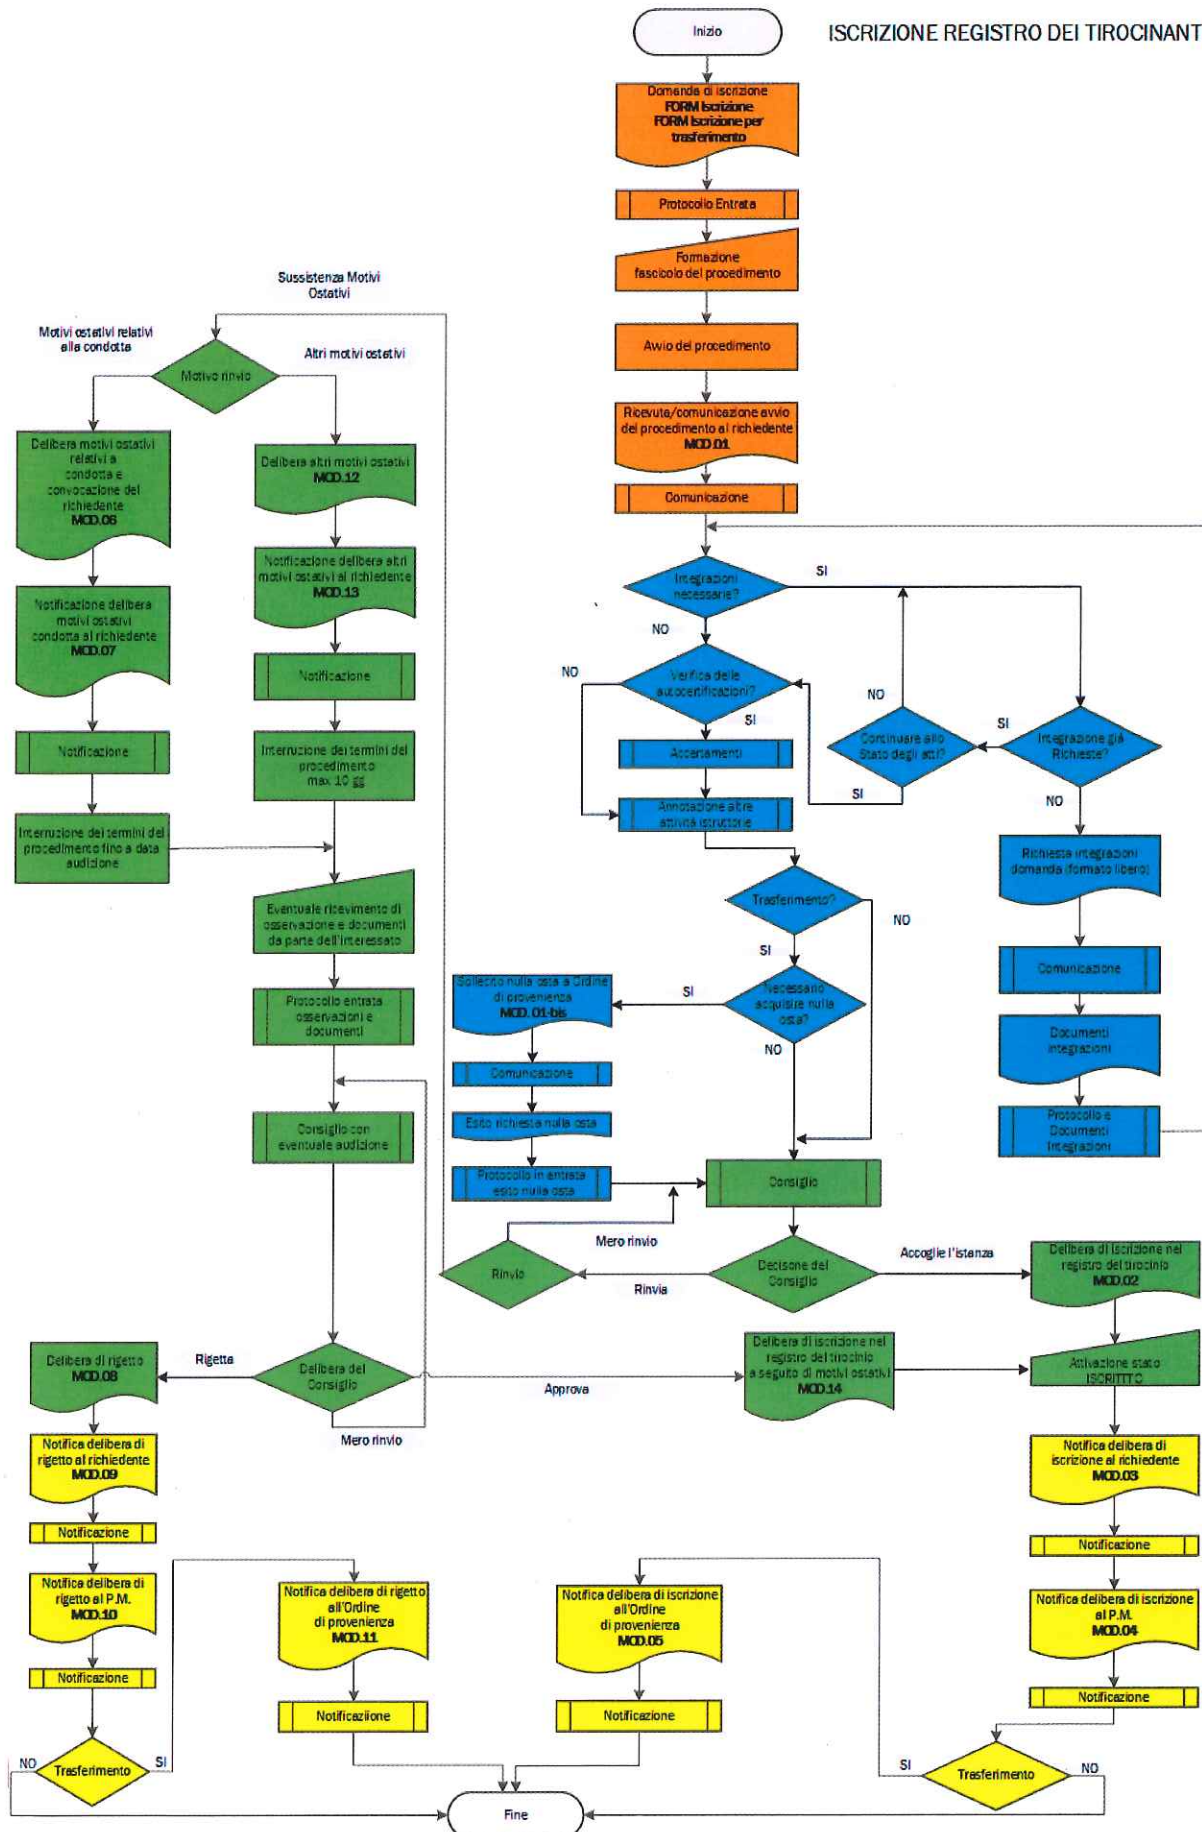 ISCRIZIONE REGISTRO DEI TIROCINANT
Inizio
Domanda di iscrizione
FORM Iscrizione
FORM Iscrizione per
trasferimento
Protocollo Entrata
Formazione
fascicolo del procedimento
Avvio del procedimento
Ricevuta/comunicazione avvio
del procedimento al richiedente
MOD.01
Comunicazione
Sussistenza Motivi
Ostativi
Motivi ostativi relativi
alla condotta
Altri motivi ostativi
Motivo rinvio
Delibera motivi ostativi
relativi a
condotta e
convocazione del
richiedente
MOD.06
Notificazione delibera
motivi ostativi
condotta al richiedente
MOD.07
Notificazione
Interruzione dei termini del
procedimento fino a data
audizione
Delibera altri motivi ostativi
MOD.12
Notificazione delibera altri
motivi ostativi al richiedente
MOD.13
Notificazione
Interruzione dei termini del
procedimento
max 10 gg
Eventuale ricevimento di
osservazione e documenti
da parte dell'interessato
Protocollo entrata
osservazioni e
documenti
Consiglio con
eventuale audizione
Integrazioni
necessarie?
SI
NO
Verifica delle
autocertificazioni?
NO
SI
Accertamenti
Annotazione altre
attività istruttorie
Continuare allo
Stato degli atti?
NO
SI
SI
Integrazione già
Richieste?
NO
Richiesta integrazioni
domanda (formato libero)
Comunicazione
Documenti
integrazioni
Protocollo e
Documenti
Integrazioni
Trasferimento?
NO
SI
Necessario
acquisire nulla
osta?
SI
NO
Sollecito nulla osta a Ordine
di provenienza
MOD. 01-bis
Comunicazione
Esito richiesta nulla osta
Protocollo in entrata
esito nulla osta
Consiglio
Mero rinvio
Rinvio
Rinvia
Decisone del
Consiglio
Accoglie l'istanza
Delibera di iscrizione nel
registro del tirocinio
MOD.02
Delibera di rigetto
MOD.08
Rigetta
Delibera del
Consiglio
Approva
Mero rinvio
Delibera di iscrizione nel
registro del tirocinio
a seguito di motivi ostativi
MOD.14
Attivazione stato
ISCRITTTO
Notifica delibera di
rigetto al richiedente
MOD.09
Notificazione
Notifica delibera di
rigetto al P.M.
MOD.10
Notificazione
Trasferimento
NO
SI
Notifica delibera di rigetto
all'Ordine
di provenienza
MOD.11
Notificaziione
Notifica delibera di iscrizione
all'Ordine
di provenienza
MOD.05
Notificazione
Notifica delibera di
iscrizione al richiedente
MOD.03
Notificazione
Notifica delibera di iscrizione
al P.M.
MOD.04
Notificazione
Trasferimento
SI
NO
Fine